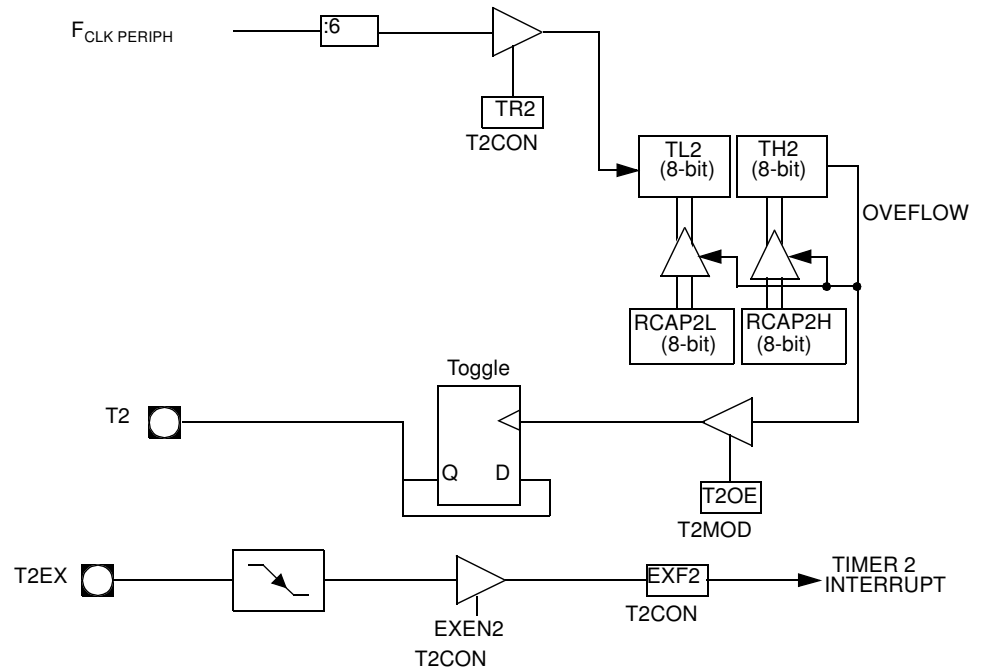 F CLK PERIPH
:6
TR2
T2CON
TL2
(8-bit)
TH2
(8-bit)
OVEFLOW
RCAP2L
(8-bit)
RCAP2H
(8-bit)
Toggle
T2
Q
D
T2OE
T2MOD
T2EX
EXEN2
T2CON
EXF2
T2CON
TIMER 2
INTERRUPT